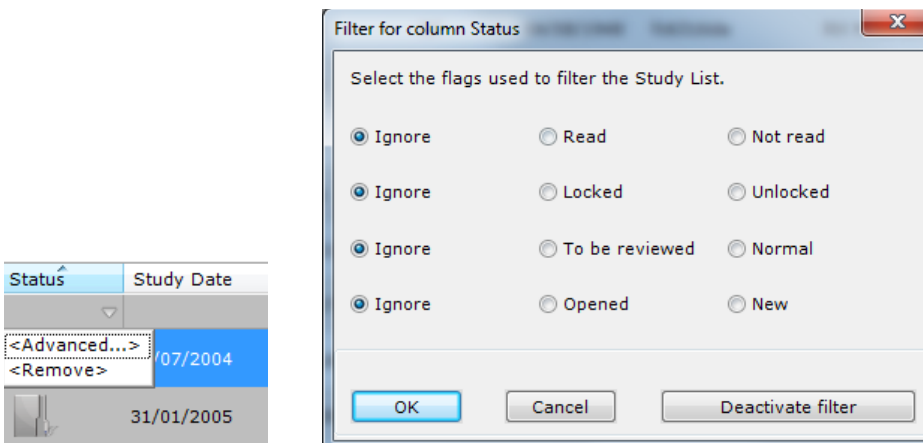 Status Study Date
<Advanced...>
/07/2004
<Remove>
31/01/2005
Filter for column Status
Select the flags used to filter the Study List.
Ignore Read Not read
Ignore Locked Unlocked
Ignore To be reviewed Normal
Ignore Opened New
OK Cancel Deactivate filter